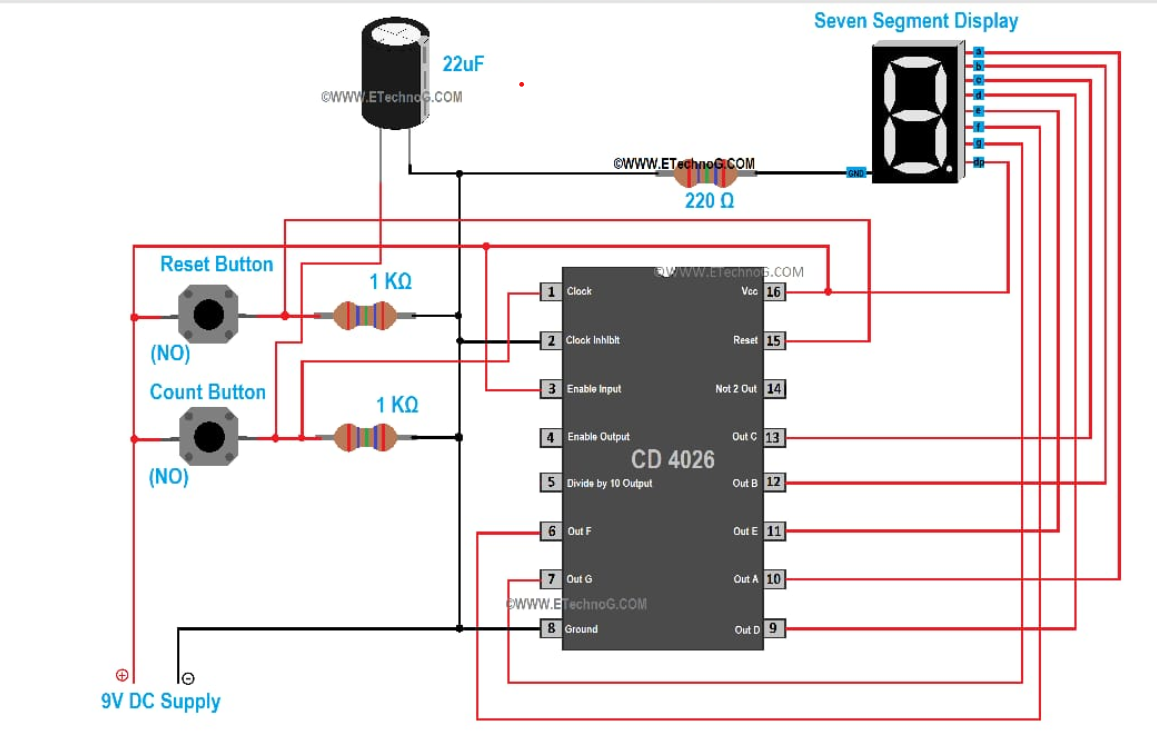 Seven Segment Display
22uF
©WWW.ETechnoG.COM
a
b
c
d
e
f
g
dp
©WWW.ETechnoG.COM
GND
220 Ω
Reset Button
1 KΩ
(NO)
Count Button
1 KΩ
(NO)
©WWW.ETechnoG.COM
1 Clock Vcc 16
2 Clock Inhibit Reset 15
3 Enable Input Not 2 Out 14
4 Enable Output Out C 13
CD 4026
5 Divide by 10 Output Out B 12
6 Out F Out E 11
7 Out G Out A 10
©WWW.ETechnoG.COM
8 Ground Out D 9
+ -
9V DC Supply